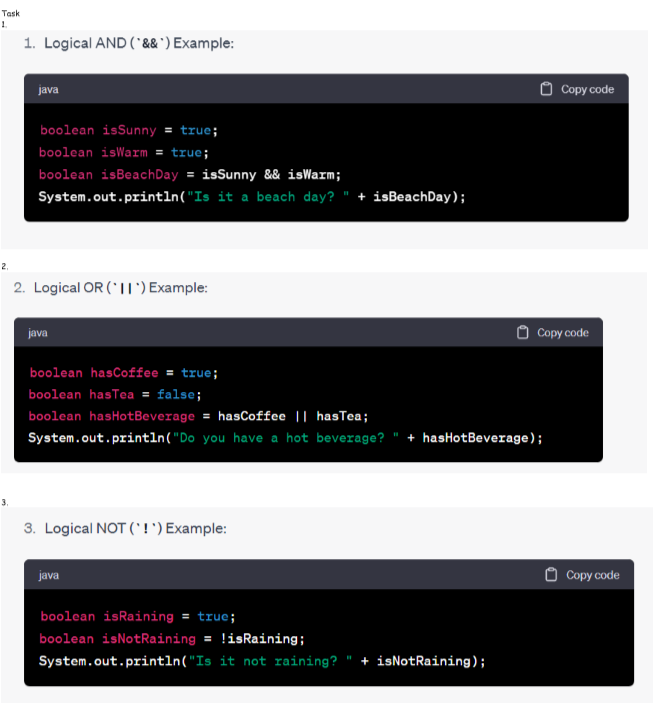 Task
1.
1. Logical AND (`&&`) Example:
java Copy code
boolean isSunny = true;
boolean isWarm = true;
boolean isBeachDay = isSunny && isWarm;
System.out.println("Is it a beach day? " + isBeachDay);
2.
2. Logical OR (`||`) Example:
java Copy code
boolean hasCoffee = true;
boolean hasTea = false;
boolean hasHotBeverage = hasCoffee || hasTea;
System.out.println("Do you have a hot beverage? " + hasHotBeverage);
3.
3. Logical NOT (`!`) Example:
java Copy code
boolean isRaining = true;
boolean isNotRaining = !isRaining;
System.out.println("Is it not raining? " + isNotRaining);